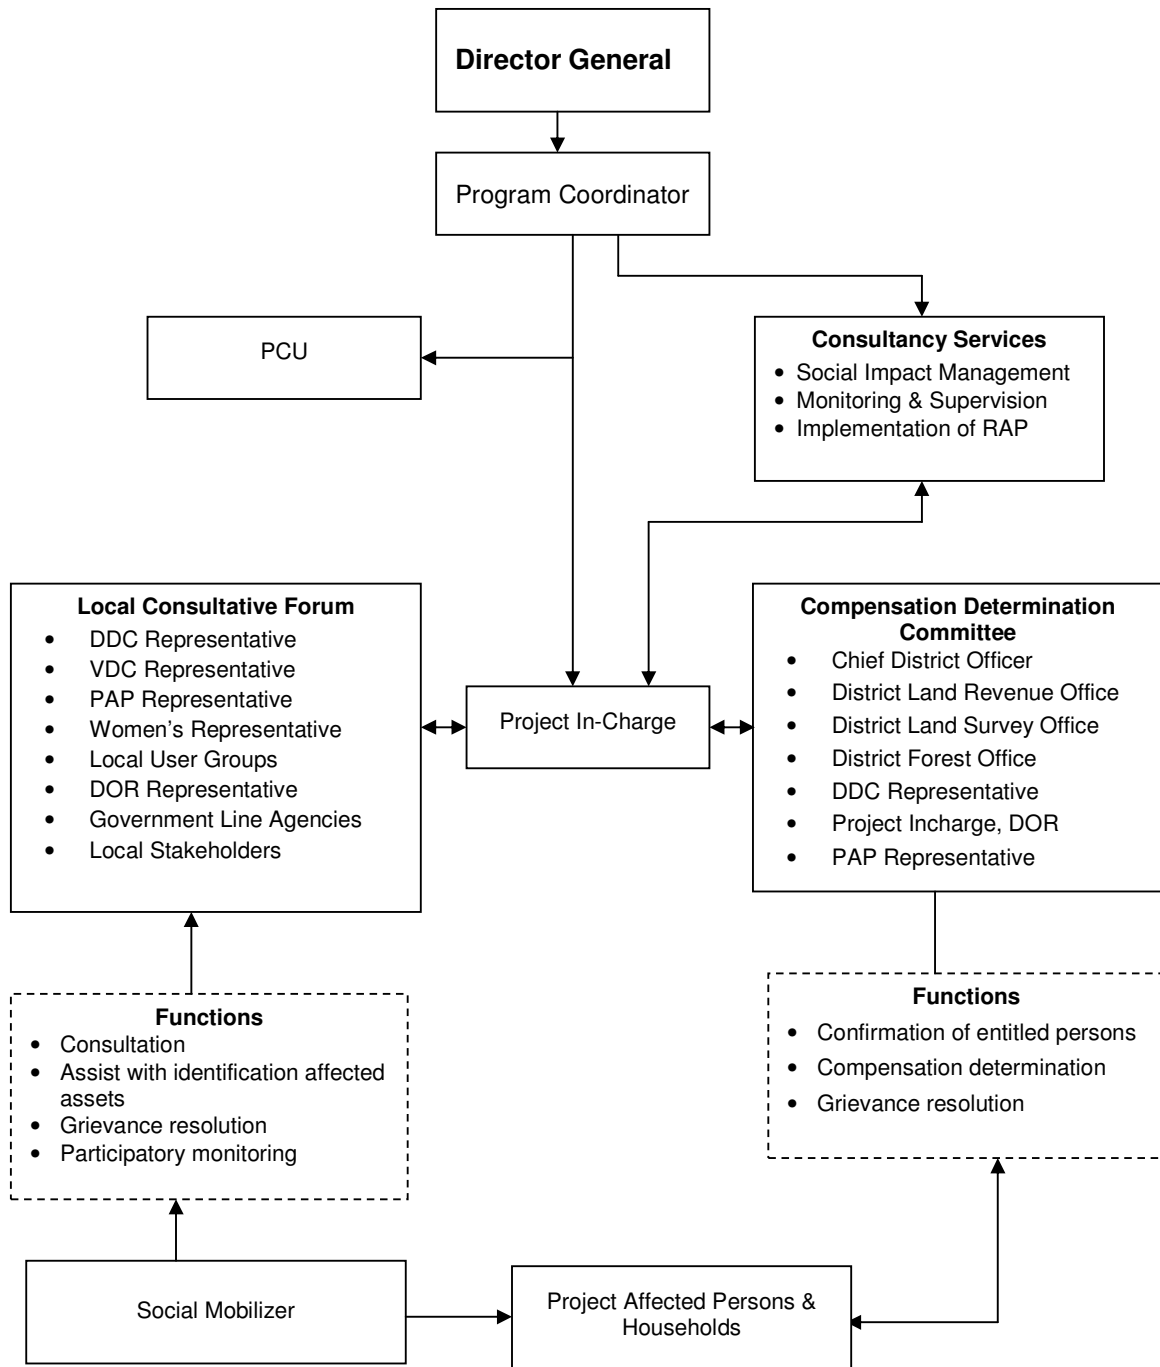 Director General
Program Coordinator
PCU
Consultancy Services
• Social Impact Management
• Monitoring & Supervision
• Implementation of RAP
Local Consultative Forum
• DDC Representative
• VDC Representative
• PAP Representative
• Women's Representative
• Local User Groups
• DOR Representative
• Government Line Agencies
• Local Stakeholders
Project In-Charge
Compensation Determination
Committee
• Chief District Officer
• District Land Revenue Office
• District Land Survey Office
• District Forest Office
• DDC Representative
• Project Incharge, DOR
• PAP Representative
Functions
• Consultation
• Assist with identification affected
assets
• Grievance resolution
• Participatory monitoring
Functions
• Confirmation of entitled persons
• Compensation determination
• Grievance resolution
Social Mobilizer
Project Affected Persons &
Households